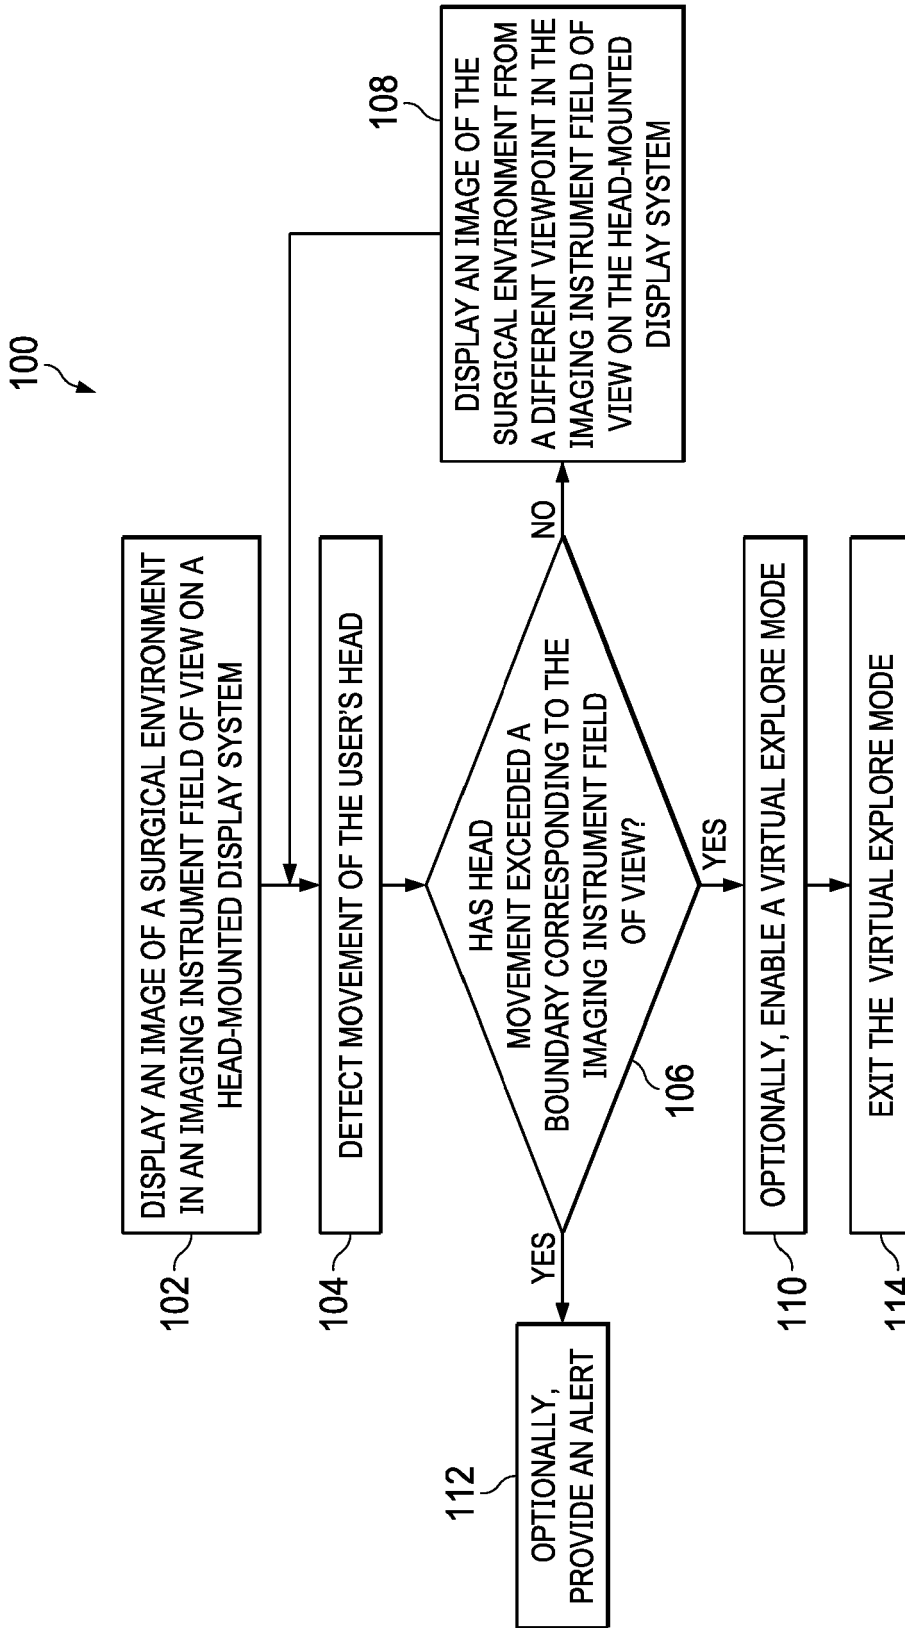 100
DISPLAY AN IMAGE OF A SURGICAL ENVIRONMENT
IN AN IMAGING INSTRUMENT FIELD OF VIEW ON A
HEAD-MOUNTED DISPLAY SYSTEM
102
DETECT MOVEMENT OF THE USER'S HEAD
104
HAS HEAD
MOVEMENT EXCEEDED A
BOUNDARY CORRESPONDING TO THE
IMAGING INSTRUMENT FIELD
OF VIEW?
106
NO
DISPLAY AN IMAGE OF THE
SURGICAL ENVIRONMENT FROM
A DIFFERENT VIEWPOINT IN THE
IMAGING INSTRUMENT FIELD OF
VIEW ON THE HEAD-MOUNTED
DISPLAY SYSTEM
108
YES
OPTIONALLY,
PROVIDE AN ALERT
112
YES
OPTIONALLY, ENABLE A VIRTUAL EXPLORE MODE
110
EXIT THE VIRTUAL EXPLORE MODE
114